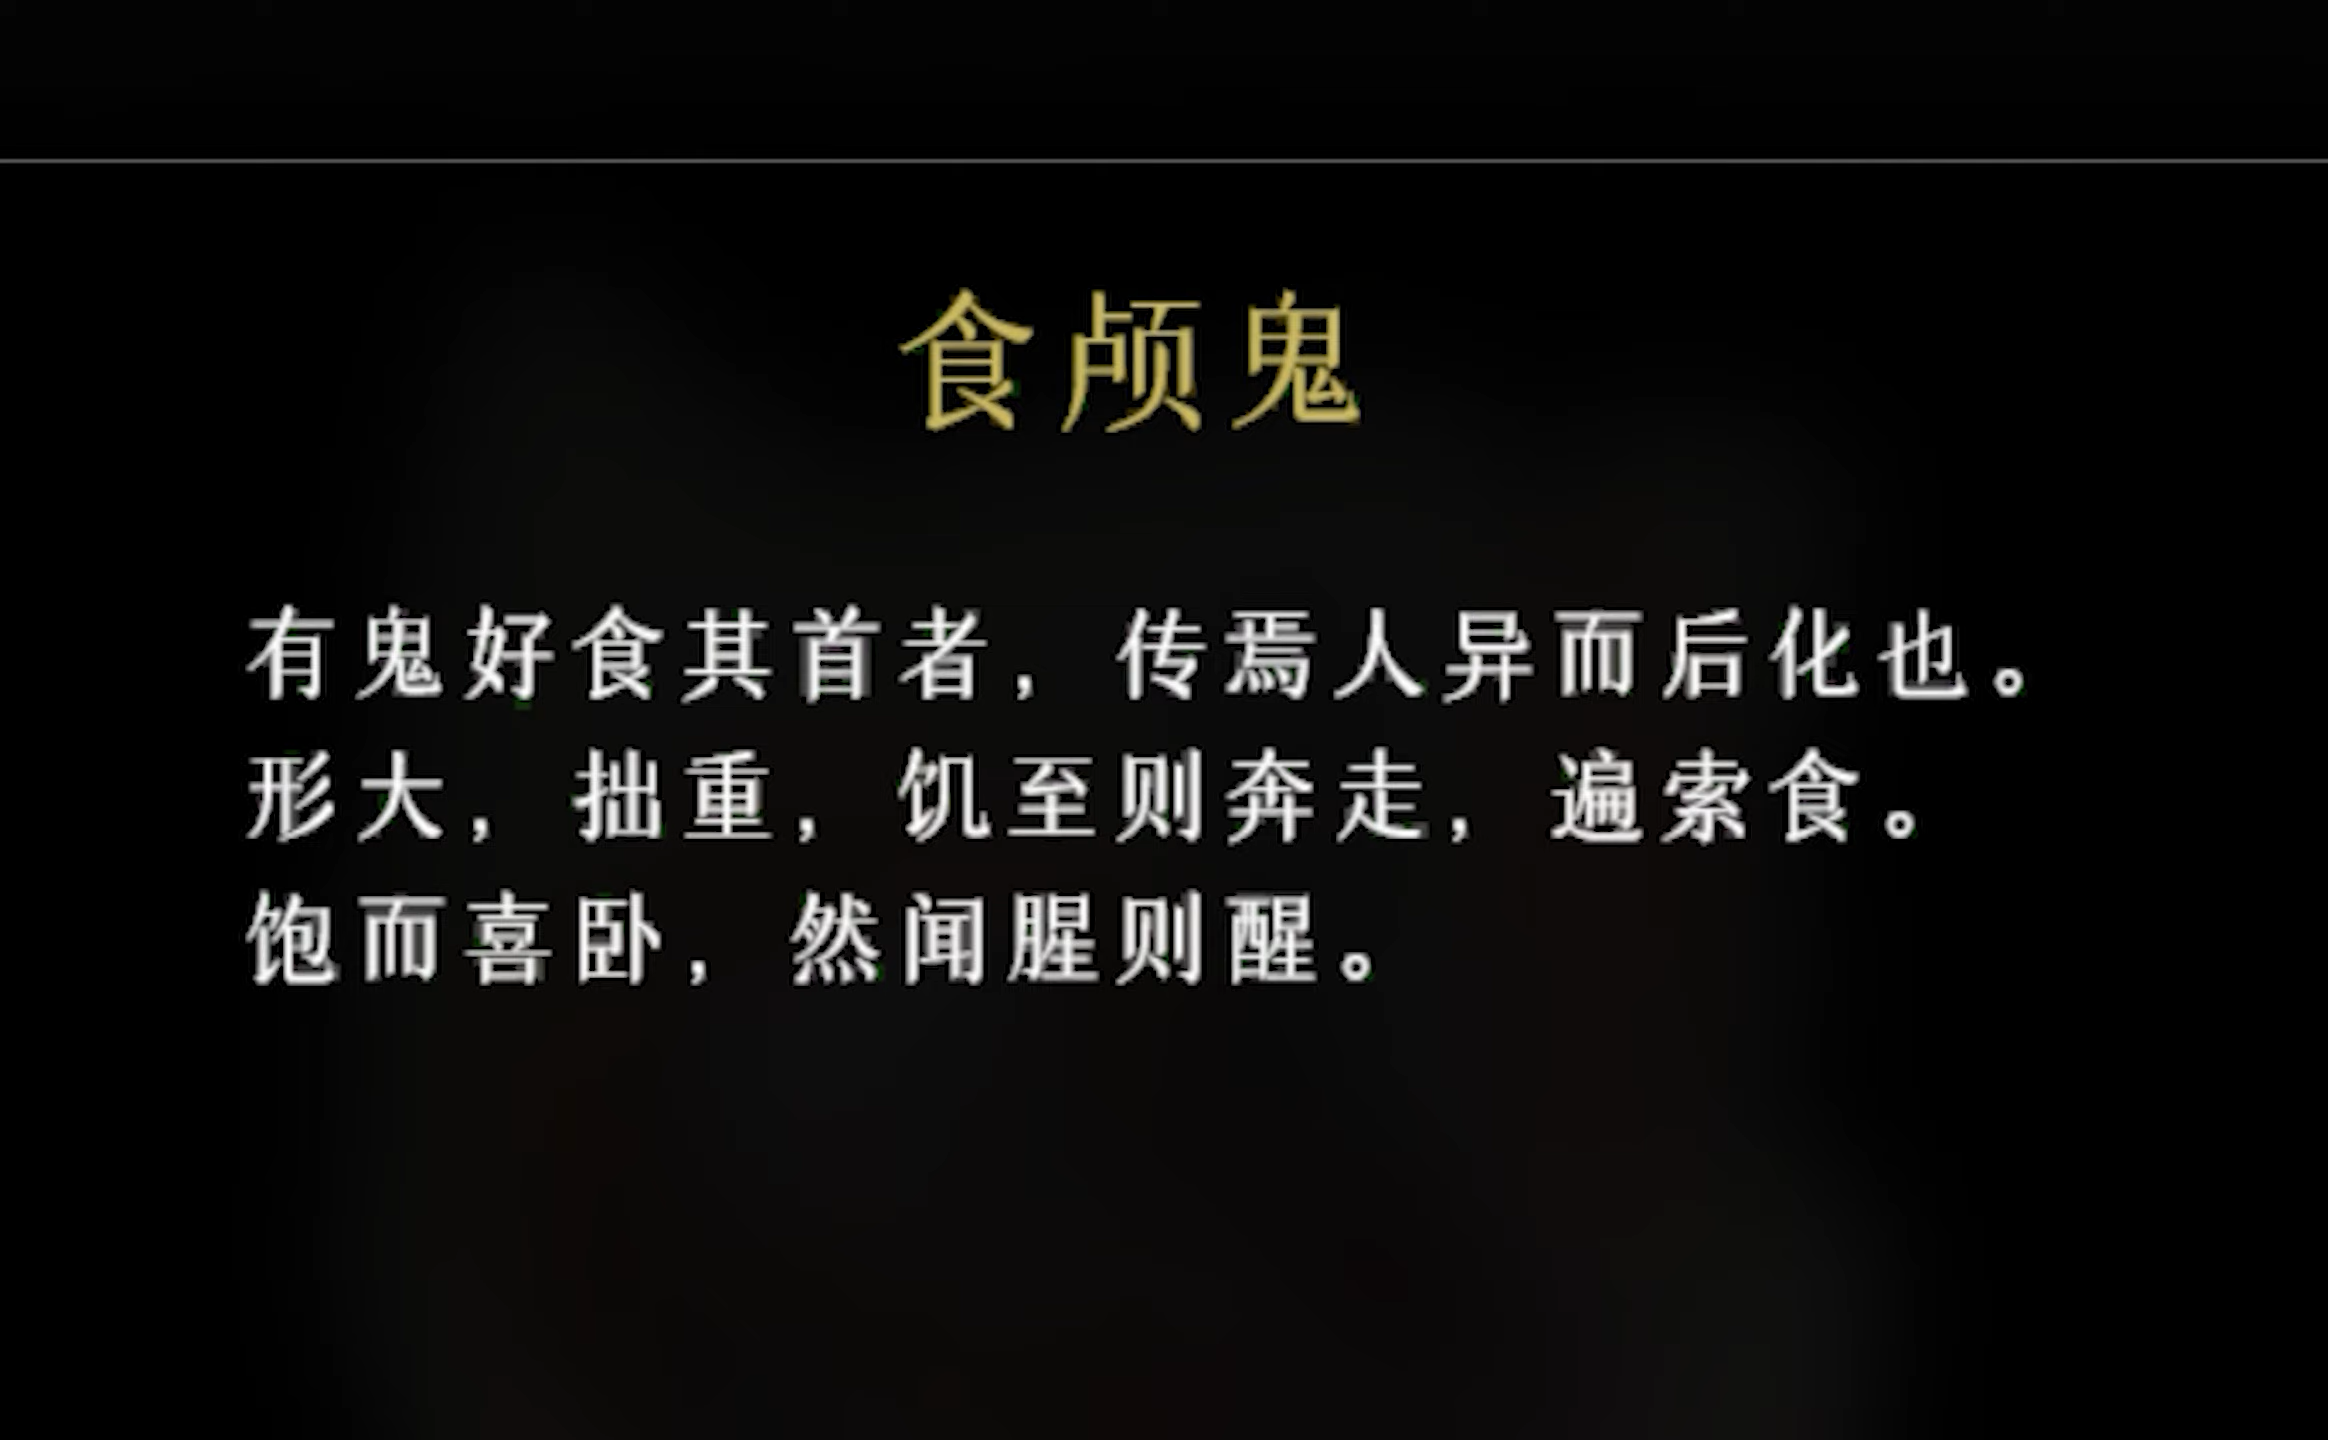 食颅鬼
有鬼好食其首者，传焉人异而后化也。
形大，拙重，饥至则奔走，遍索食。
饱而喜卧，然闻腥则醒。